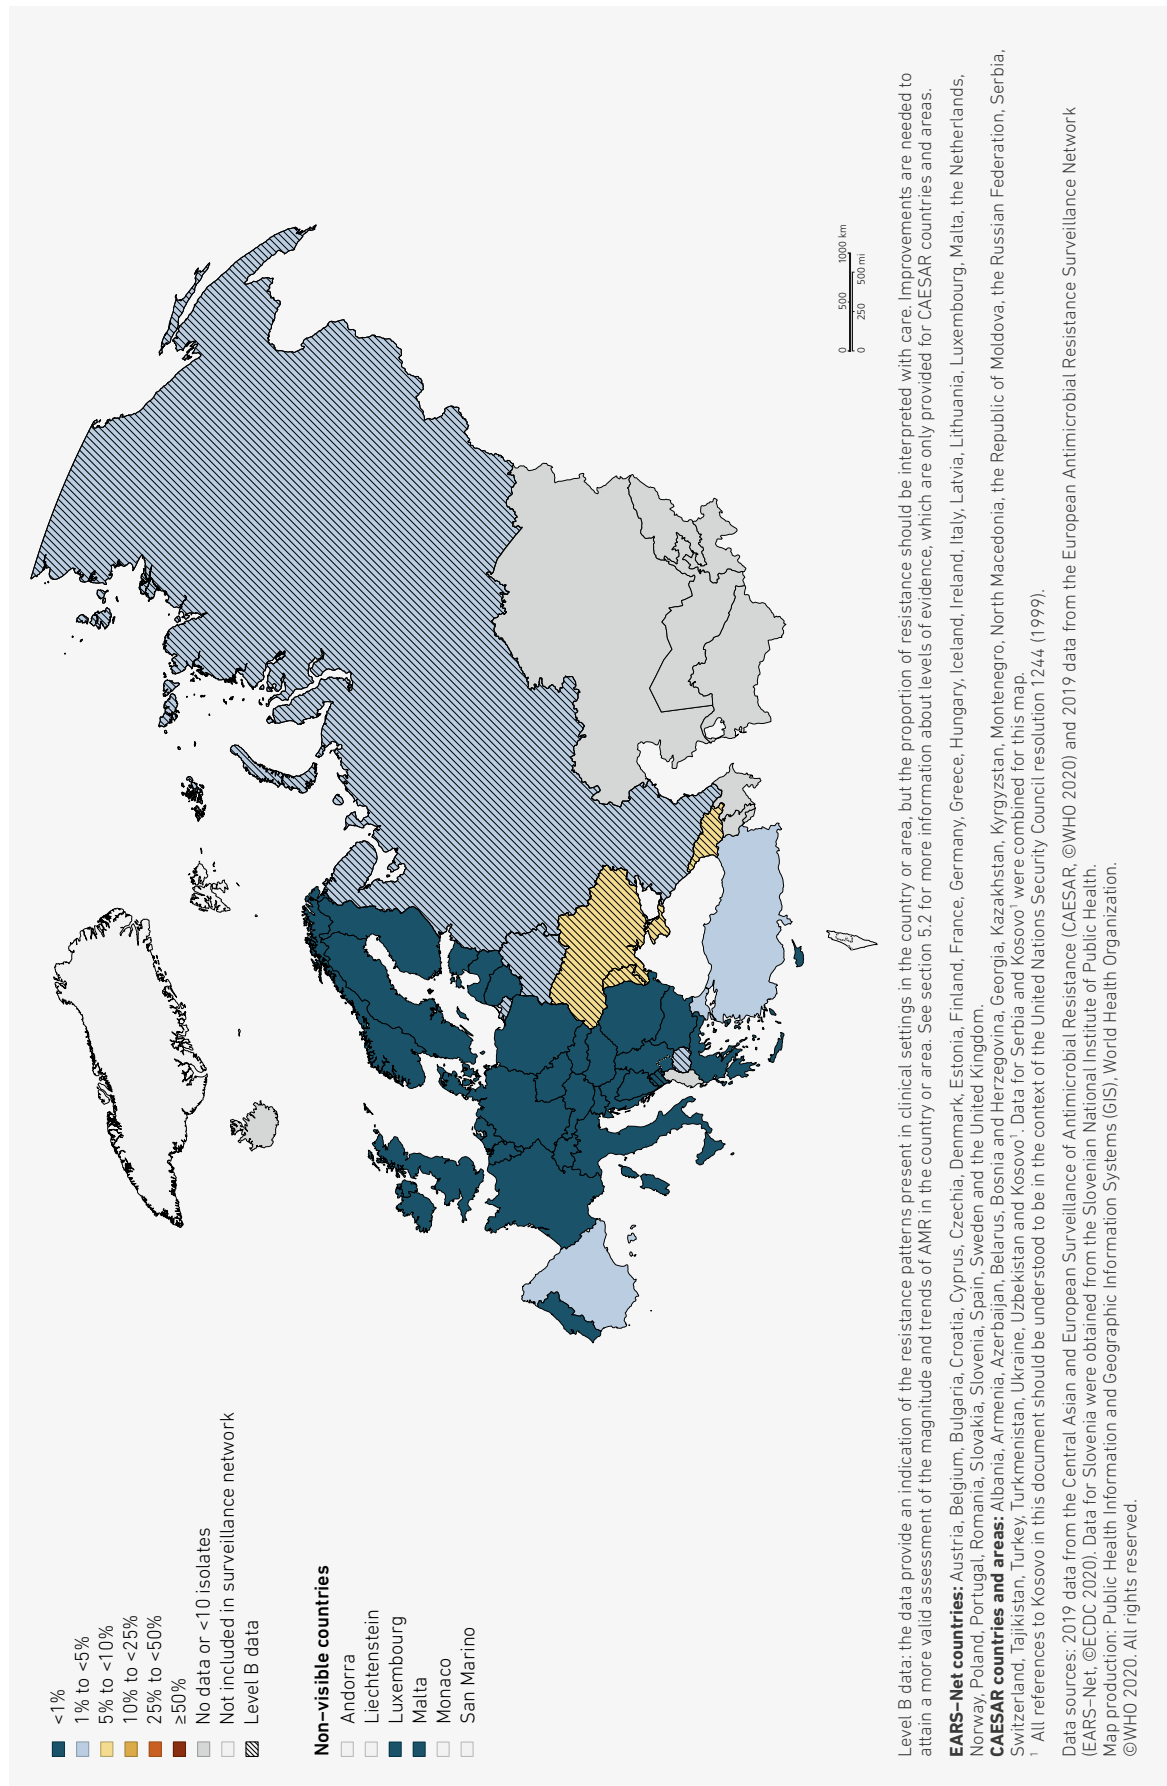 <1%
1% to <5%
5% to <10%
10% to <25%
25% to <50%
≥50%
No data or <10 isolates
Not included in surveillance network
Level B data
Non–visible countries
Andorra
Liechtenstein
Luxembourg
Malta
Monaco
San Marino
0 500 1000 km
0 250 500 mi
Level B data: the data provide an indication of the resistance patterns present in clinical settings in the country or area, but the proportion of resistance should be interpreted with care. Improvements are needed to
attain a more valid assessment of the magnitude and trends of AMR in the country or area. See section 5.2 for more information about levels of evidence, which are only provided for CAESAR countries and areas.
EARS–Net countries: Austria, Belgium, Bulgaria, Croatia, Cyprus, Czechia, Denmark, Estonia, Finland, France, Germany, Greece, Hungary, Iceland, Ireland, Italy, Latvia, Lithuania, Luxembourg, Malta, the Netherlands,
Norway, Poland, Portugal, Romania, Slovakia, Slovenia, Spain, Sweden and the United Kingdom.
CAESAR countries and areas: Albania, Armenia, Azerbaijan, Belarus, Bosnia and Herzegovina, Georgia, Kazakhstan, Kyrgyzstan, Montenegro, North Macedonia, the Republic of Moldova, the Russian Federation, Serbia,
Switzerland, Tajikistan, Turkey, Turkmenistan, Ukraine, Uzbekistan and Kosovo¹. Data for Serbia and Kosovo¹ were combined for this map.
¹ All references to Kosovo in this document should be understood to be in the context of the United Nations Security Council resolution 1244 (1999).
Data sources: 2019 data from the Central Asian and European Surveillance of Antimicrobial Resistance (CAESAR, ©WHO 2020) and 2019 data from the European Antimicrobial Resistance Surveillance Network
(EARS–Net, ©ECDC 2020). Data for Slovenia were obtained from the Slovenian National Institute of Public Health.
Map production: Public Health Information and Geographic Information Systems (GIS), World Health Organization.
©WHO 2020. All rights reserved.